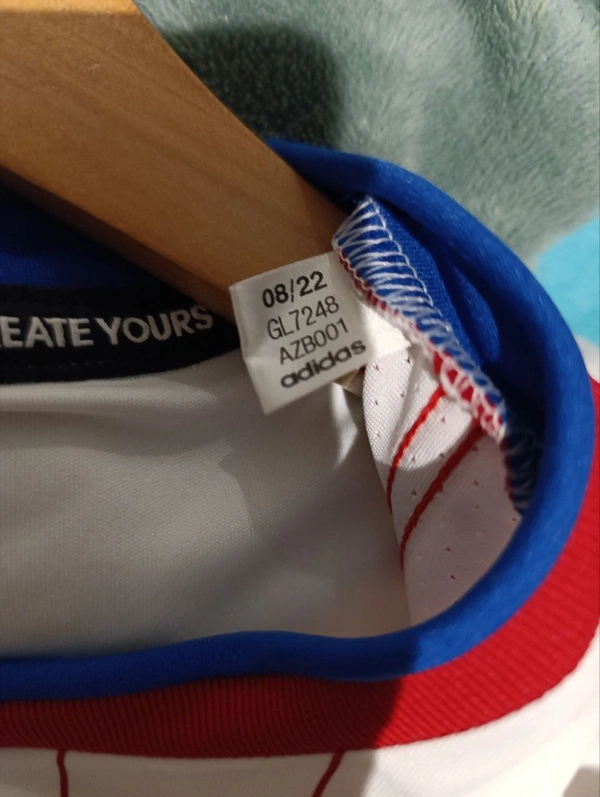 EATE YOURS
08/22
GL7248
AZB001
adidas